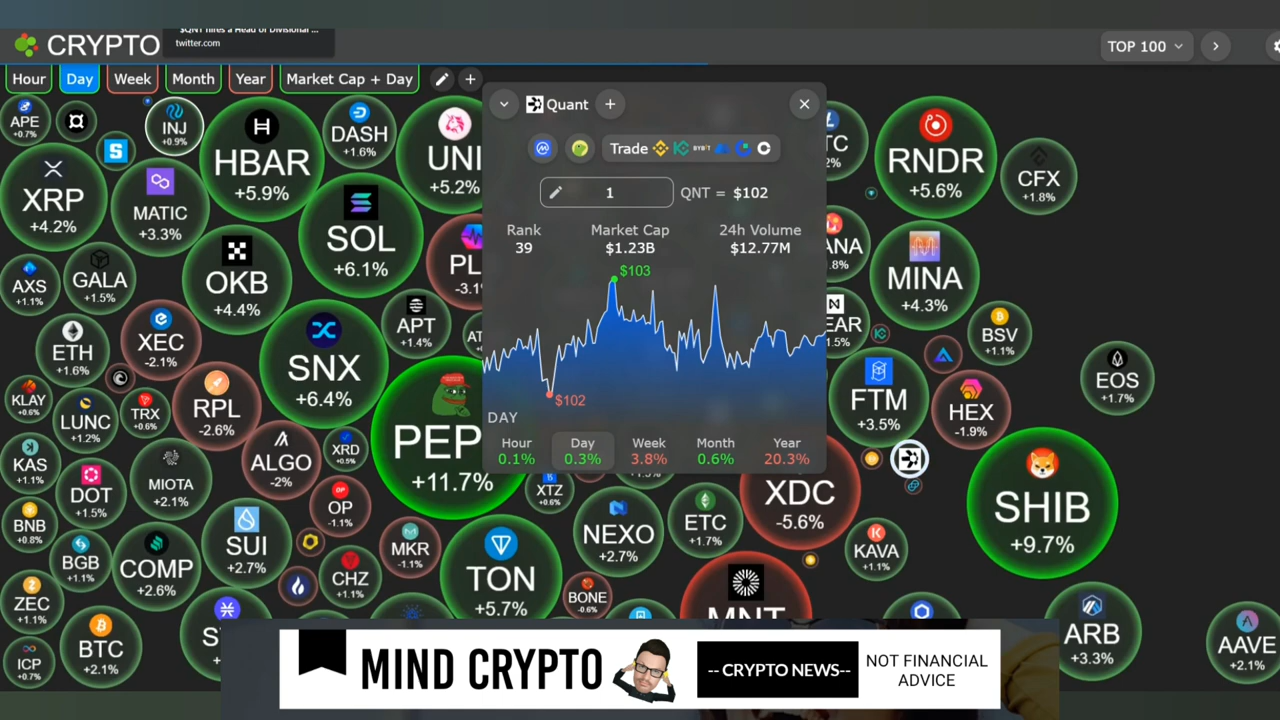 $QNT hires a Head of Divisional ...
twitter.com
CRYPTO
TOP 100
Hour
Day
Week
Month
Year
Market Cap + Day
Quant
Trade
BYBIT
1
QNT = $102
Rank
39
Market Cap
$1.23B
24h Volume
$12.77M
$103
$102
DAY
Hour
0.1%
Day
0.3%
Week
3.8%
Month
0.6%
Year
20.3%
APE
+0.7%
INJ
+0.9%
HBAR
+5.9%
DASH
+1.6%
UNI
+5.2%
RNDR
+5.6%
CFX
+1.8%
XRP
+4.2%
MATIC
+3.3%
SOL
+6.1%
MINA
+4.3%
AXS
+1.1%
GALA
+1.5%
OKB
+4.4%
PL
-3.1
APT
+1.4%
BSV
+1.1%
ETH
+1.6%
XEC
-2.1%
SNX
+6.4%
EOS
+1.7%
FTM
+3.5%
HEX
-1.9%
KLAY
+0.6%
LUNC
+1.2%
TRX
+0.6%
RPL
-2.6%
PEP
+11.7%
KAS
+1.1%
DOT
+1.5%
IOTA
+2.1%
ALGO
-2%
XRD
+0.5%
XTZ
+0.6%
XDC
-5.6%
SHIB
+9.7%
BNB
+0.8%
OP
-1.1%
NEXO
+2.7%
ETC
+1.7%
BGB
+1.1%
COMP
+2.6%
SUI
+2.7%
MKR
-1.1%
KAVA
+1.1%
ZEC
+1.1%
CHZ
+1.1%
TON
+5.7%
BONE
-0.6%
MNT
ICP
+0.7%
BTC
+2.1%
ARB
+3.3%
AAVE
+2.1%
MIND CRYPTO
-- CRYPTO NEWS--
NOT FINANCIAL
ADVICE